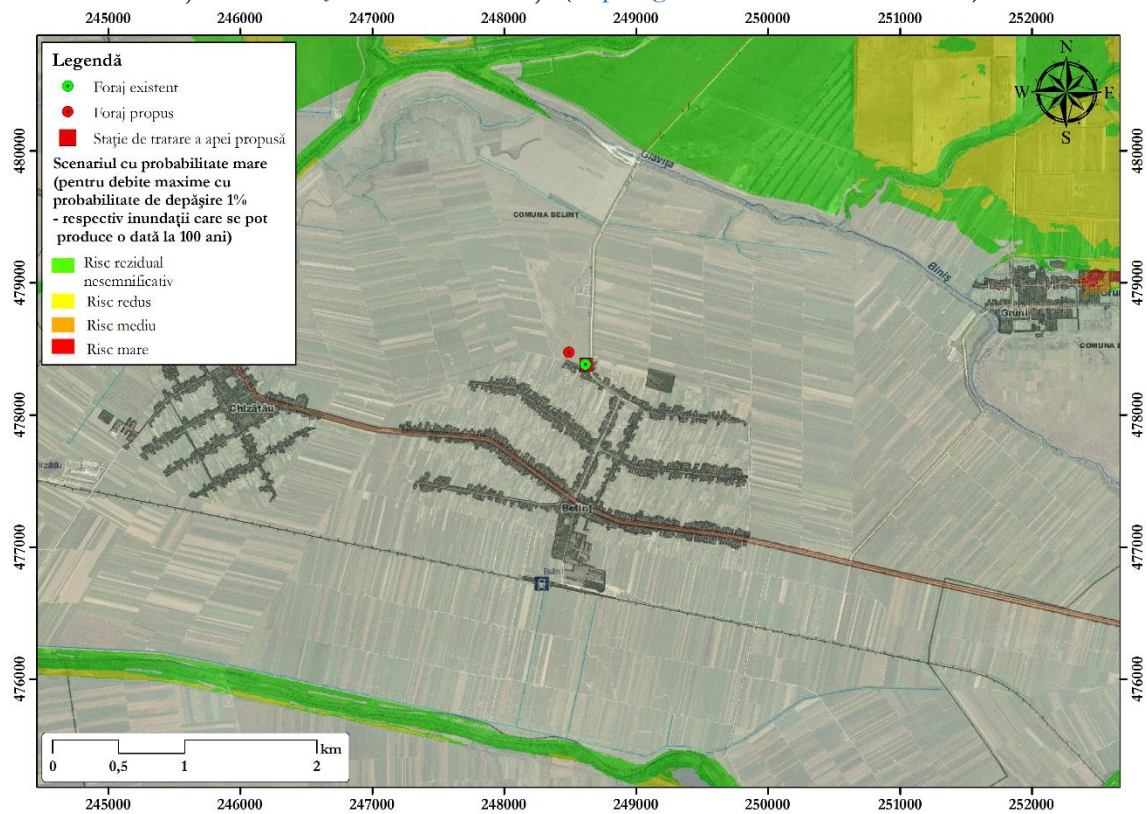 245000 246000 247000 248000 249000 250000 251000 252000
Legendă
Foraj existent
Foraj propus
Stație de tratare a apei propusă
Scenariul cu probabilitate mare
(pentru debite maxime cu
probabilitate de depășire 1%
- respectiv inundații care se pot
produce o dată la 100 ani)
Risc rezidual
nesemnificativ
Risc redus
Risc mediu
Risc mare
N
W E
S
480000
480000
Glavița
COMUNA BELINȚ
Biniș
479000
479000
Gruni
COMUNA B
478000
478000
Chizătău
Belinț
477000
477000
476000
476000
km
0 0,5 1 2
245000 246000 247000 248000 249000 250000 251000 252000